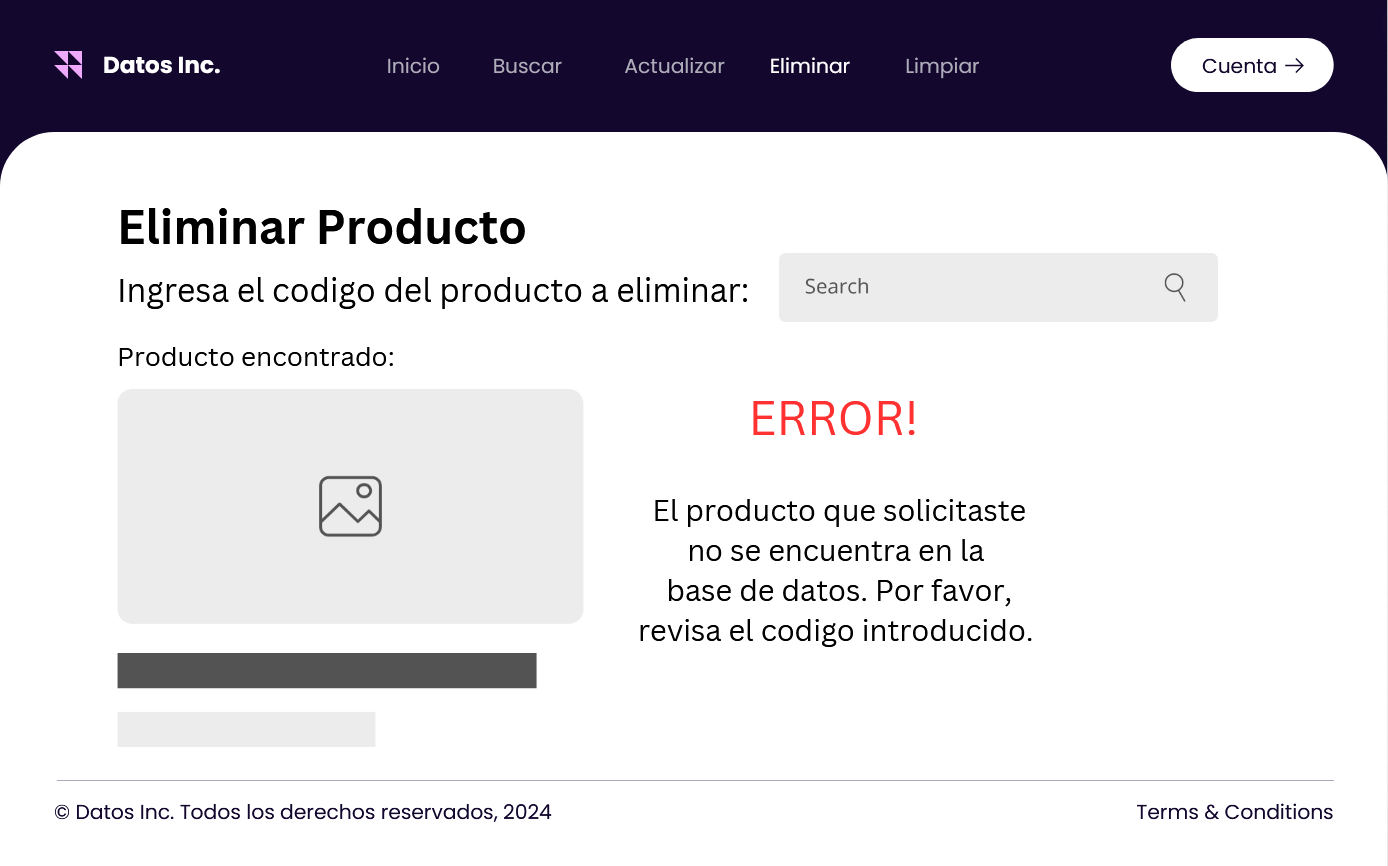 Datos Inc.
Inicio
Buscar
Actualizar
Eliminar
Limpiar
Cuenta →
Eliminar Producto
Ingresa el codigo del producto a eliminar:
Search
Producto encontrado:
ERROR!
El producto que solicitaste
no se encuentra en la
base de datos. Por favor,
revisa el codigo introducido.
© Datos Inc. Todos los derechos reservados, 2024
Terms & Conditions